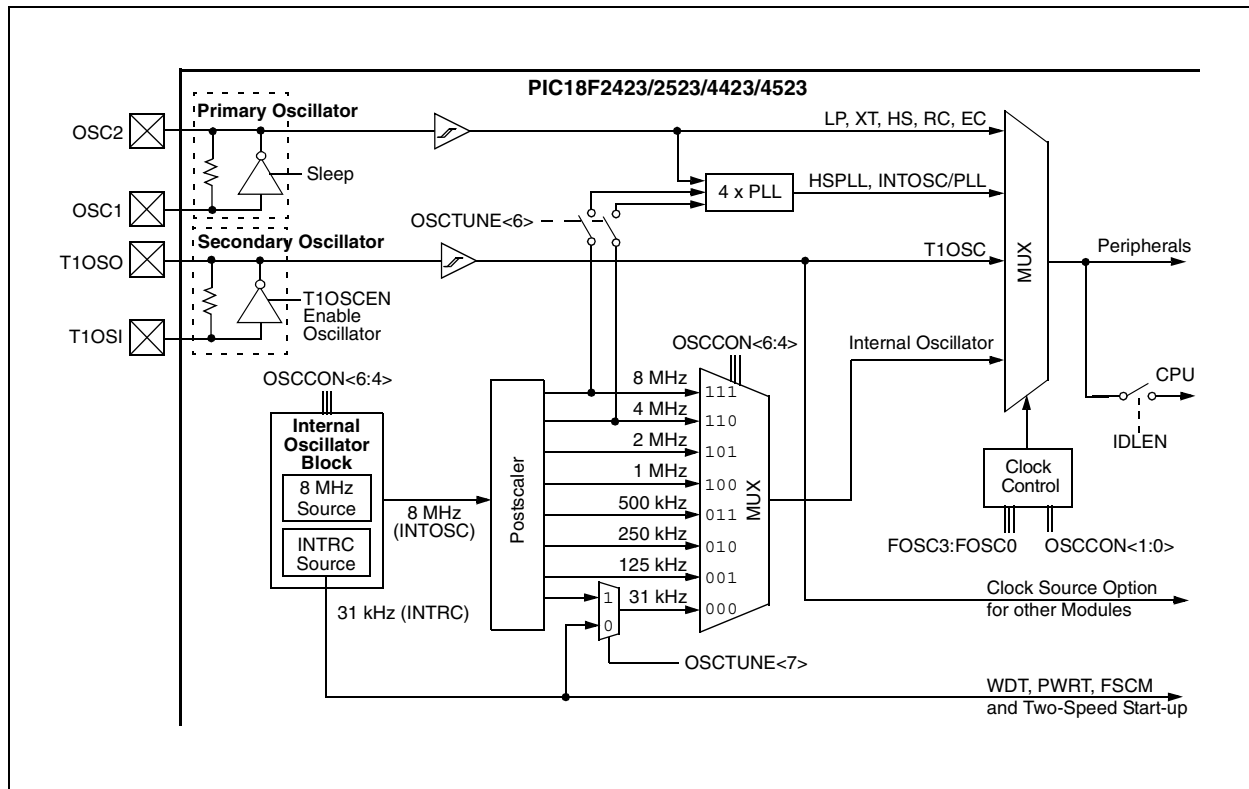 PIC18F2423/2523/4423/4523
Primary Oscillator
OSC2
LP, XT, HS, RC, EC
Sleep
4 x PLL
HSPLL, INTOSC/PLL
OSC1
OSCTUNE<6>
MUX
Secondary Oscillator
T1OSO
T1OSC
Peripherals
T1OSCEN
Enable
Oscillator
T1OSI
OSCCON<6:4>
Internal Oscillator
OSCCON<6:4>
CPU
IDLEN
Internal
Oscillator
Block
8 MHz
Source
INTRC
Source
8 MHz
(INTOSC)
31 kHz (INTRC)
Postscaler
8 MHz
111
4 MHz
110
2 MHz
101
1 MHz
100
500 kHz
011
250 kHz
010
125 kHz
001
1
0
31 kHz
000
MUX
OSCTUNE<7>
Clock
Control
FOSC3:FOSC0
OSCCON<1:0>
Clock Source Option
for other Modules
WDT, PWRT, FSCM
and Two-Speed Start-up